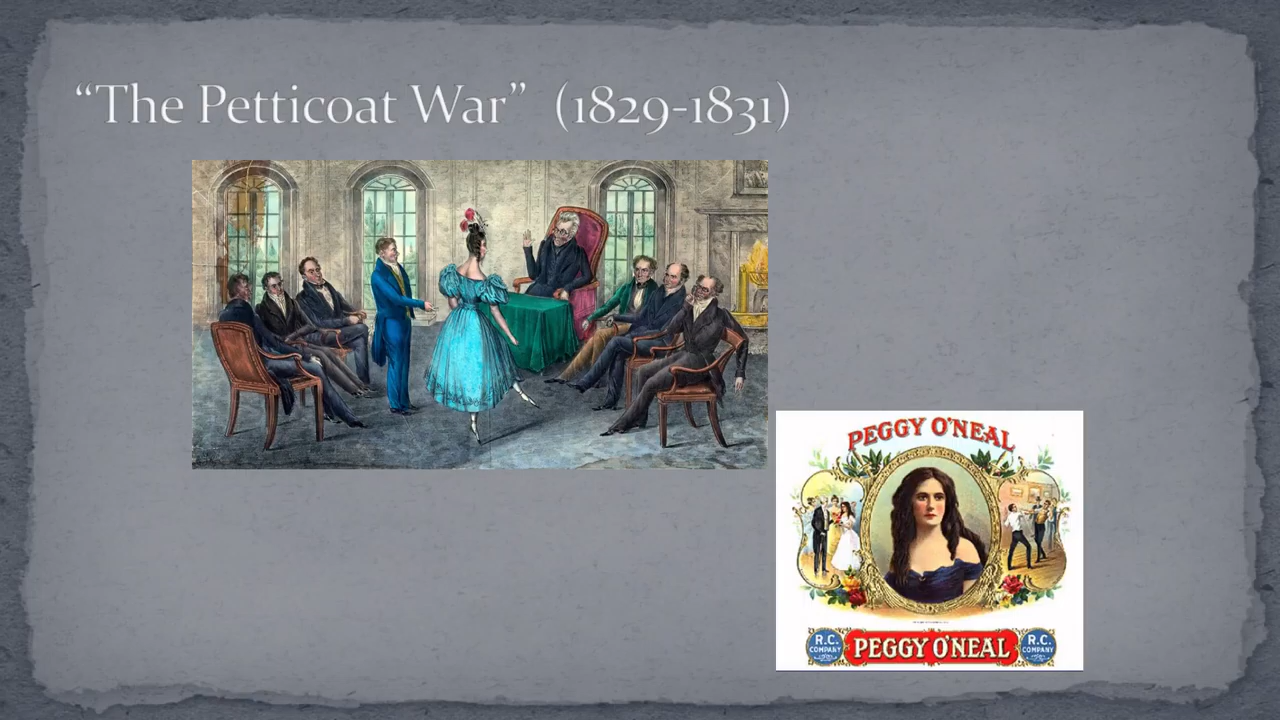 “The Petticoat War” (1829-1831)
PEGGY O'NEAL
R.C.
COMPANY
PEGGY O'NEAL
R.C.
COMPANY